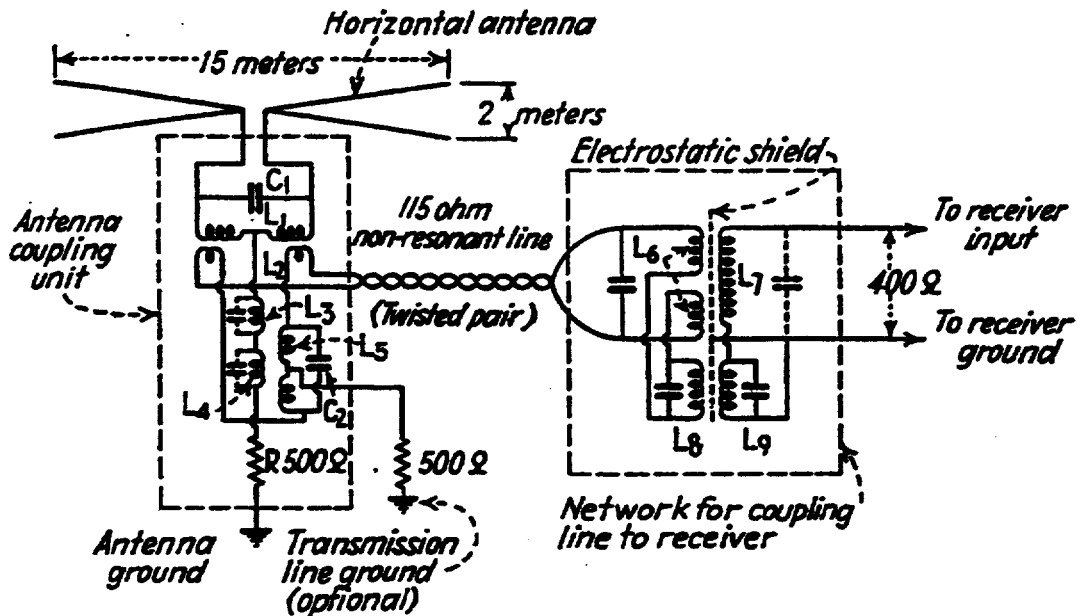 Horizontal antenna
15 meters
2 meters
Electrostatic shield
C1
L1
Antenna
coupling
unit
115 ohm
non-resonant line
L2
(Twisted pair)
L3
L5
L4
C2
R 500Ω
500Ω
L6
L7
To receiver
input
400Ω
To receiver
ground
L8
L9
Antenna
ground
Transmission
line ground
(optional)
Network for coupling
line to receiver